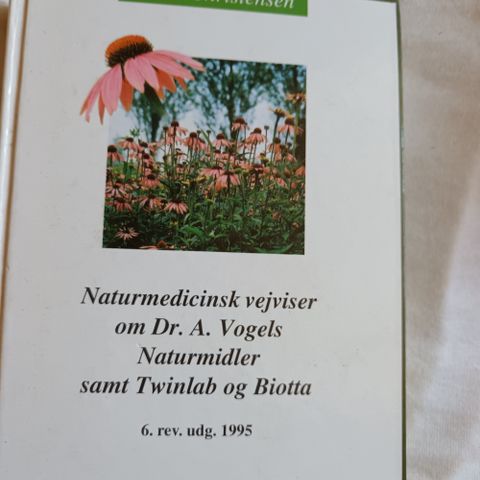 Naturmedicinsk vejviser
om Dr. A. Vogels
Naturmidler
samt Twinlab og Biotta
6. rev. udg. 1995